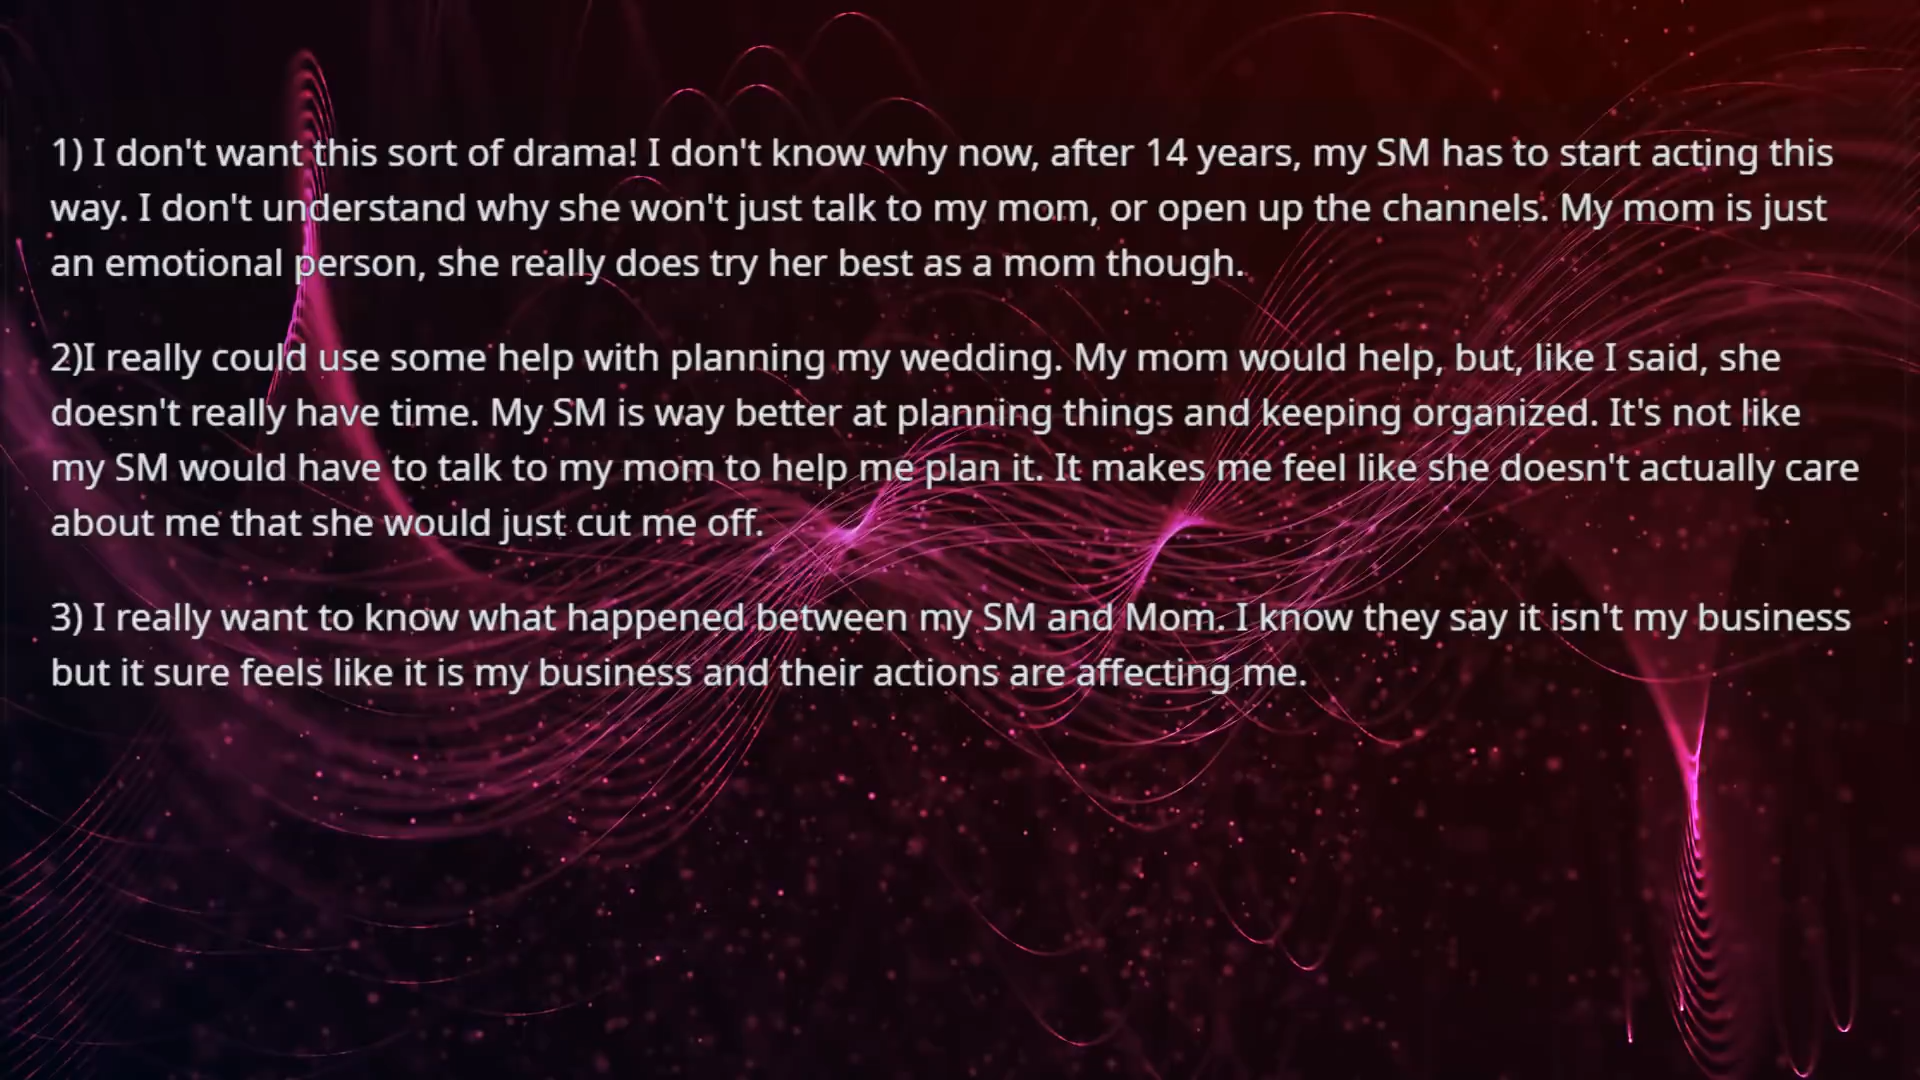 1) I don't want this sort of drama! I don't know why now, after 14 years, my SM has to start acting this
way. I don't understand why she won't just talk to my mom, or open up the channels. My mom is just
an emotional person, she really does try her best as a mom though.
2)I really could use some help with planning my wedding. My mom would help, but, like I said, she
doesn't really have time. My SM is way better at planning things and keeping organized. It's not like
my SM would have to talk to my mom to help me plan it. It makes me feel like she doesn't actually care
about me that she would just cut me off.
3) I really want to know what happened between my SM and Mom. I know they say it isn't my business
but it sure feels like it is my business and their actions are affecting me.